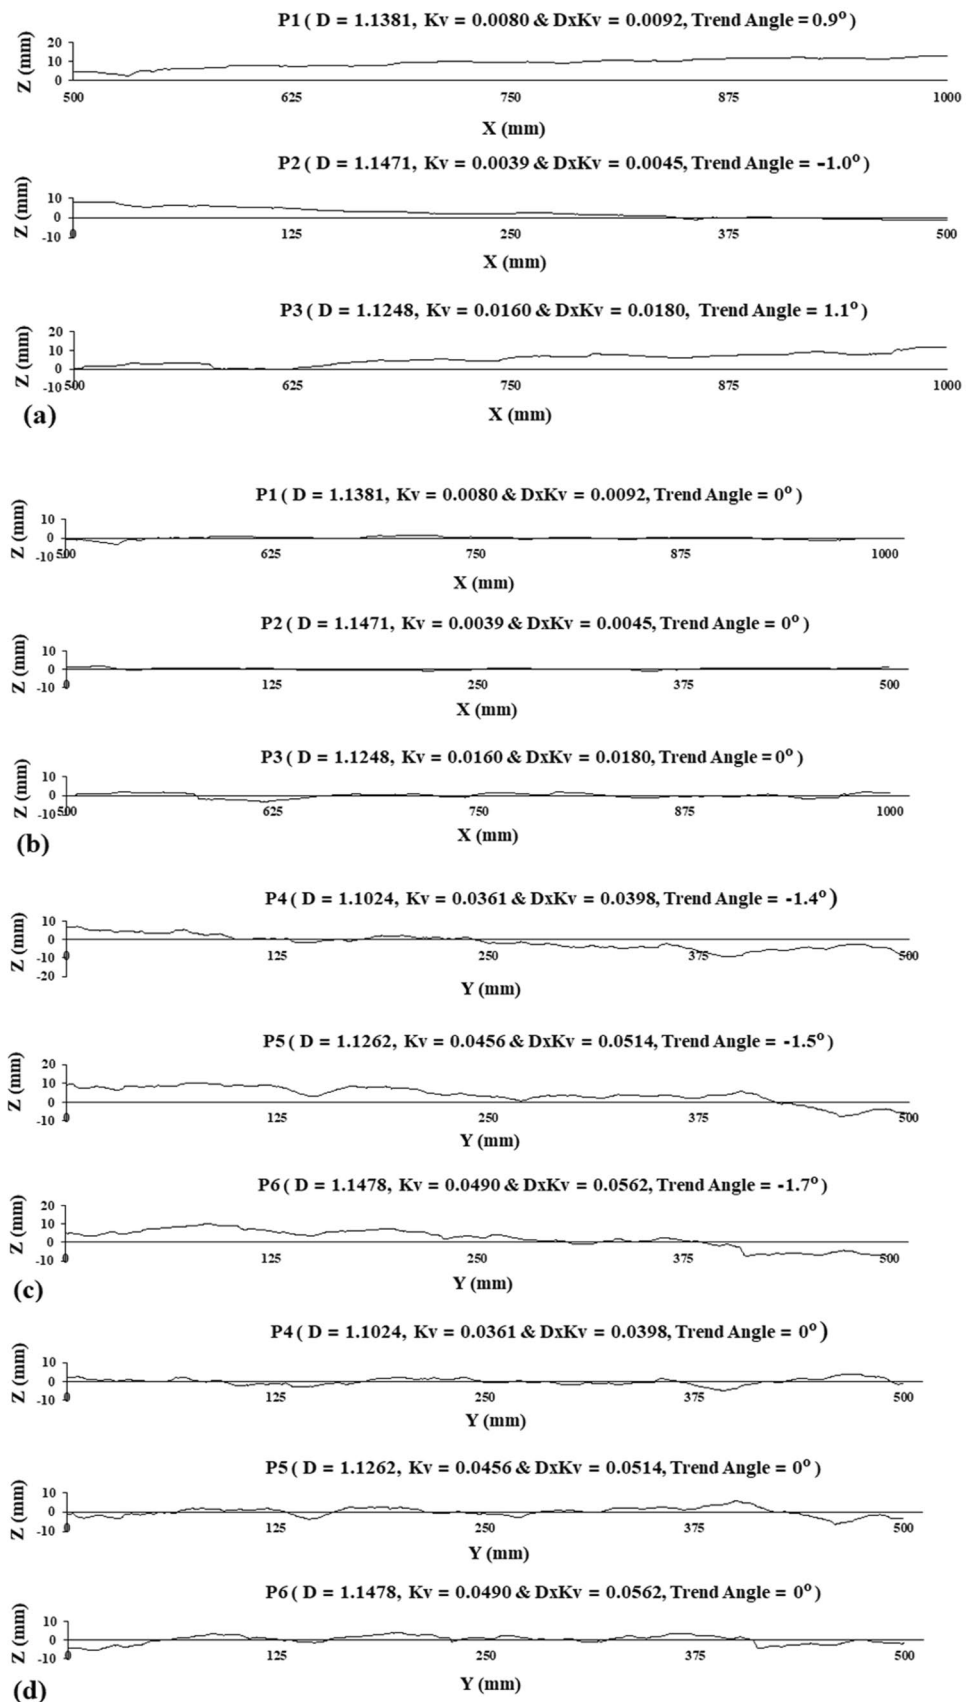 P1 ( D = 1.1381, Kv = 0.0080 & DxKv = 0.0092, Trend Angle = 0.9°)
Z (mm)
20
10
0
500 625 750 875 1000
X (mm)
P2 ( D = 1.1471, Kv = 0.0039 & DxKv = 0.0045, Trend Angle = -1.0°)
Z (mm)
10
0
-10
0 125 250 375 500
X (mm)
P3 ( D = 1.1248, Kv = 0.0160 & DxKv = 0.0180, Trend Angle = 1.1°)
Z (mm)
20
10
0
-10
500 625 750 875 1000
X (mm)
(a)
P1 ( D = 1.1381, Kv = 0.0080 & DxKv = 0.0092, Trend Angle = 0°)
Z (mm)
10
0
-10
500 625 750 875 1000
X (mm)
P2 ( D = 1.1471, Kv = 0.0039 & DxKv = 0.0045, Trend Angle = 0°)
Z (mm)
10
0
-10
0 125 250 375 500
X (mm)
P3 ( D = 1.1248, Kv = 0.0160 & DxKv = 0.0180, Trend Angle = 0°)
Z (mm)
10
0
-10
500 625 750 875 1000
X (mm)
(b)
P4 ( D = 1.1024, Kv = 0.0361 & DxKv = 0.0398, Trend Angle = -1.4°)
Z (mm)
10
0
-10
-20
0 125 250 375 500
Y (mm)
P5 ( D = 1.1262, Kv = 0.0456 & DxKv = 0.0514, Trend Angle = -1.5°)
Z (mm)
20
10
0
-10
0 125 250 375 500
Y (mm)
P6 ( D = 1.1478, Kv = 0.0490 & DxKv = 0.0562, Trend Angle = -1.7°)
Z (mm)
20
10
0
-10
0 125 250 375 500
Y (mm)
(c)
P4 ( D = 1.1024, Kv = 0.0361 & DxKv = 0.0398, Trend Angle = 0°)
Z (mm)
10
0
-10
0 125 250 375 500
Y (mm)
P5 ( D = 1.1262, Kv = 0.0456 & DxKv = 0.0514, Trend Angle = 0°)
Z (mm)
10
0
-10
0 125 250 375 500
Y (mm)
P6 ( D = 1.1478, Kv = 0.0490 & DxKv = 0.0562, Trend Angle = 0°)
Z (mm)
10
0
-10
0 125 250 375 500
Y (mm)
(d)